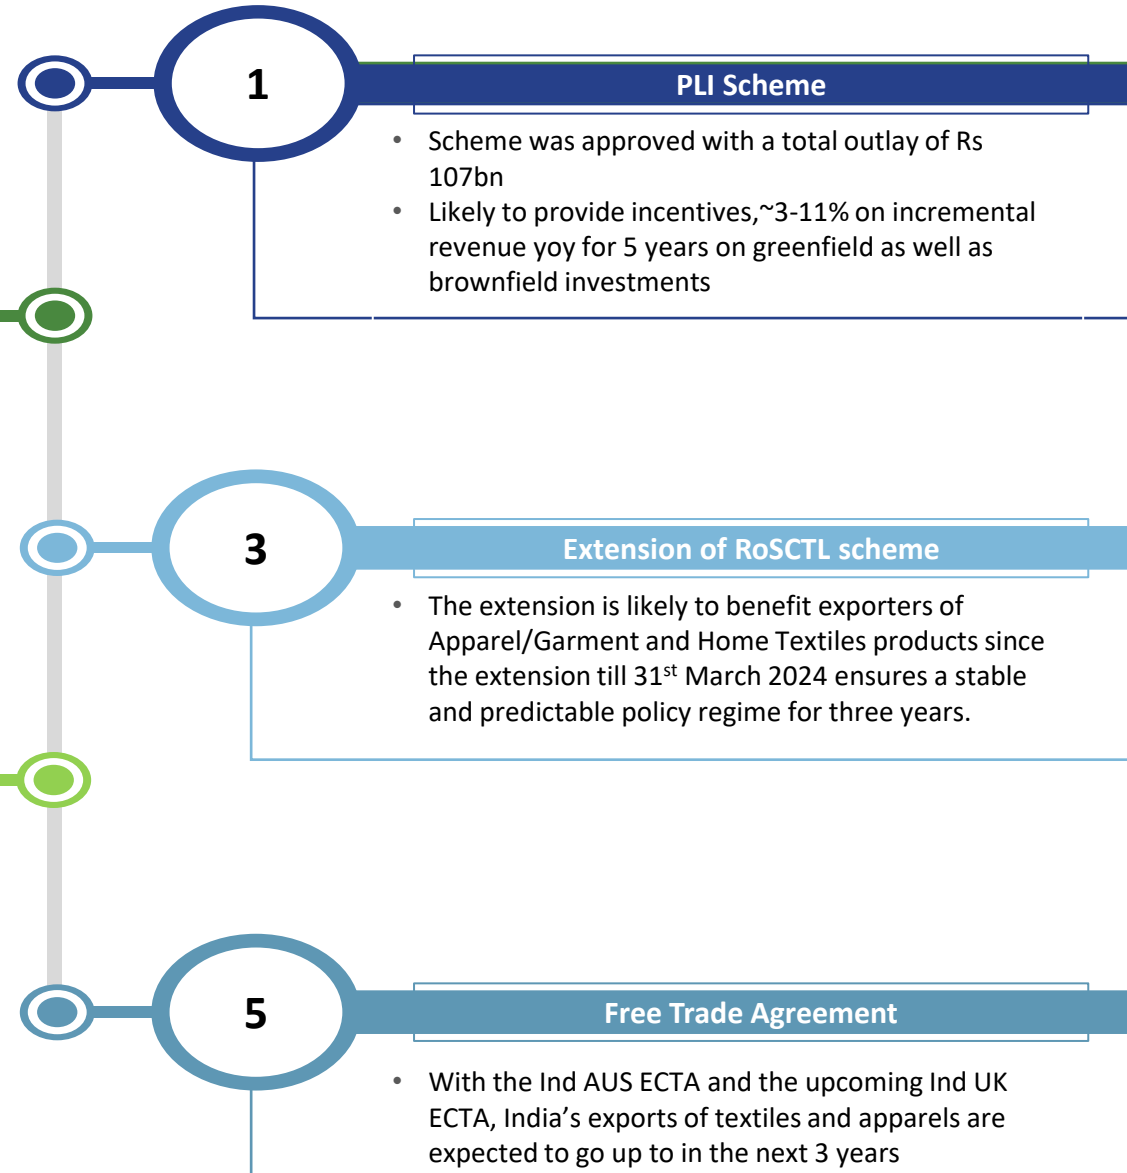 1
PLI Scheme
• Scheme was approved with a total outlay of Rs
107bn
• Likely to provide incentives,~3-11% on incremental
revenue yoy for 5 years on greenfield as well as
brownfield investments
3
Extension of RoSCTL scheme
• The extension is likely to benefit exporters of
Apparel/Garment and Home Textiles products since
the extension till 31st March 2024 ensures a stable
and predictable policy regime for three years.
5
Free Trade Agreement
• With the Ind AUS ECTA and the upcoming Ind UK
ECTA, India’s exports of textiles and apparels are
expected to go up to in the next 3 years